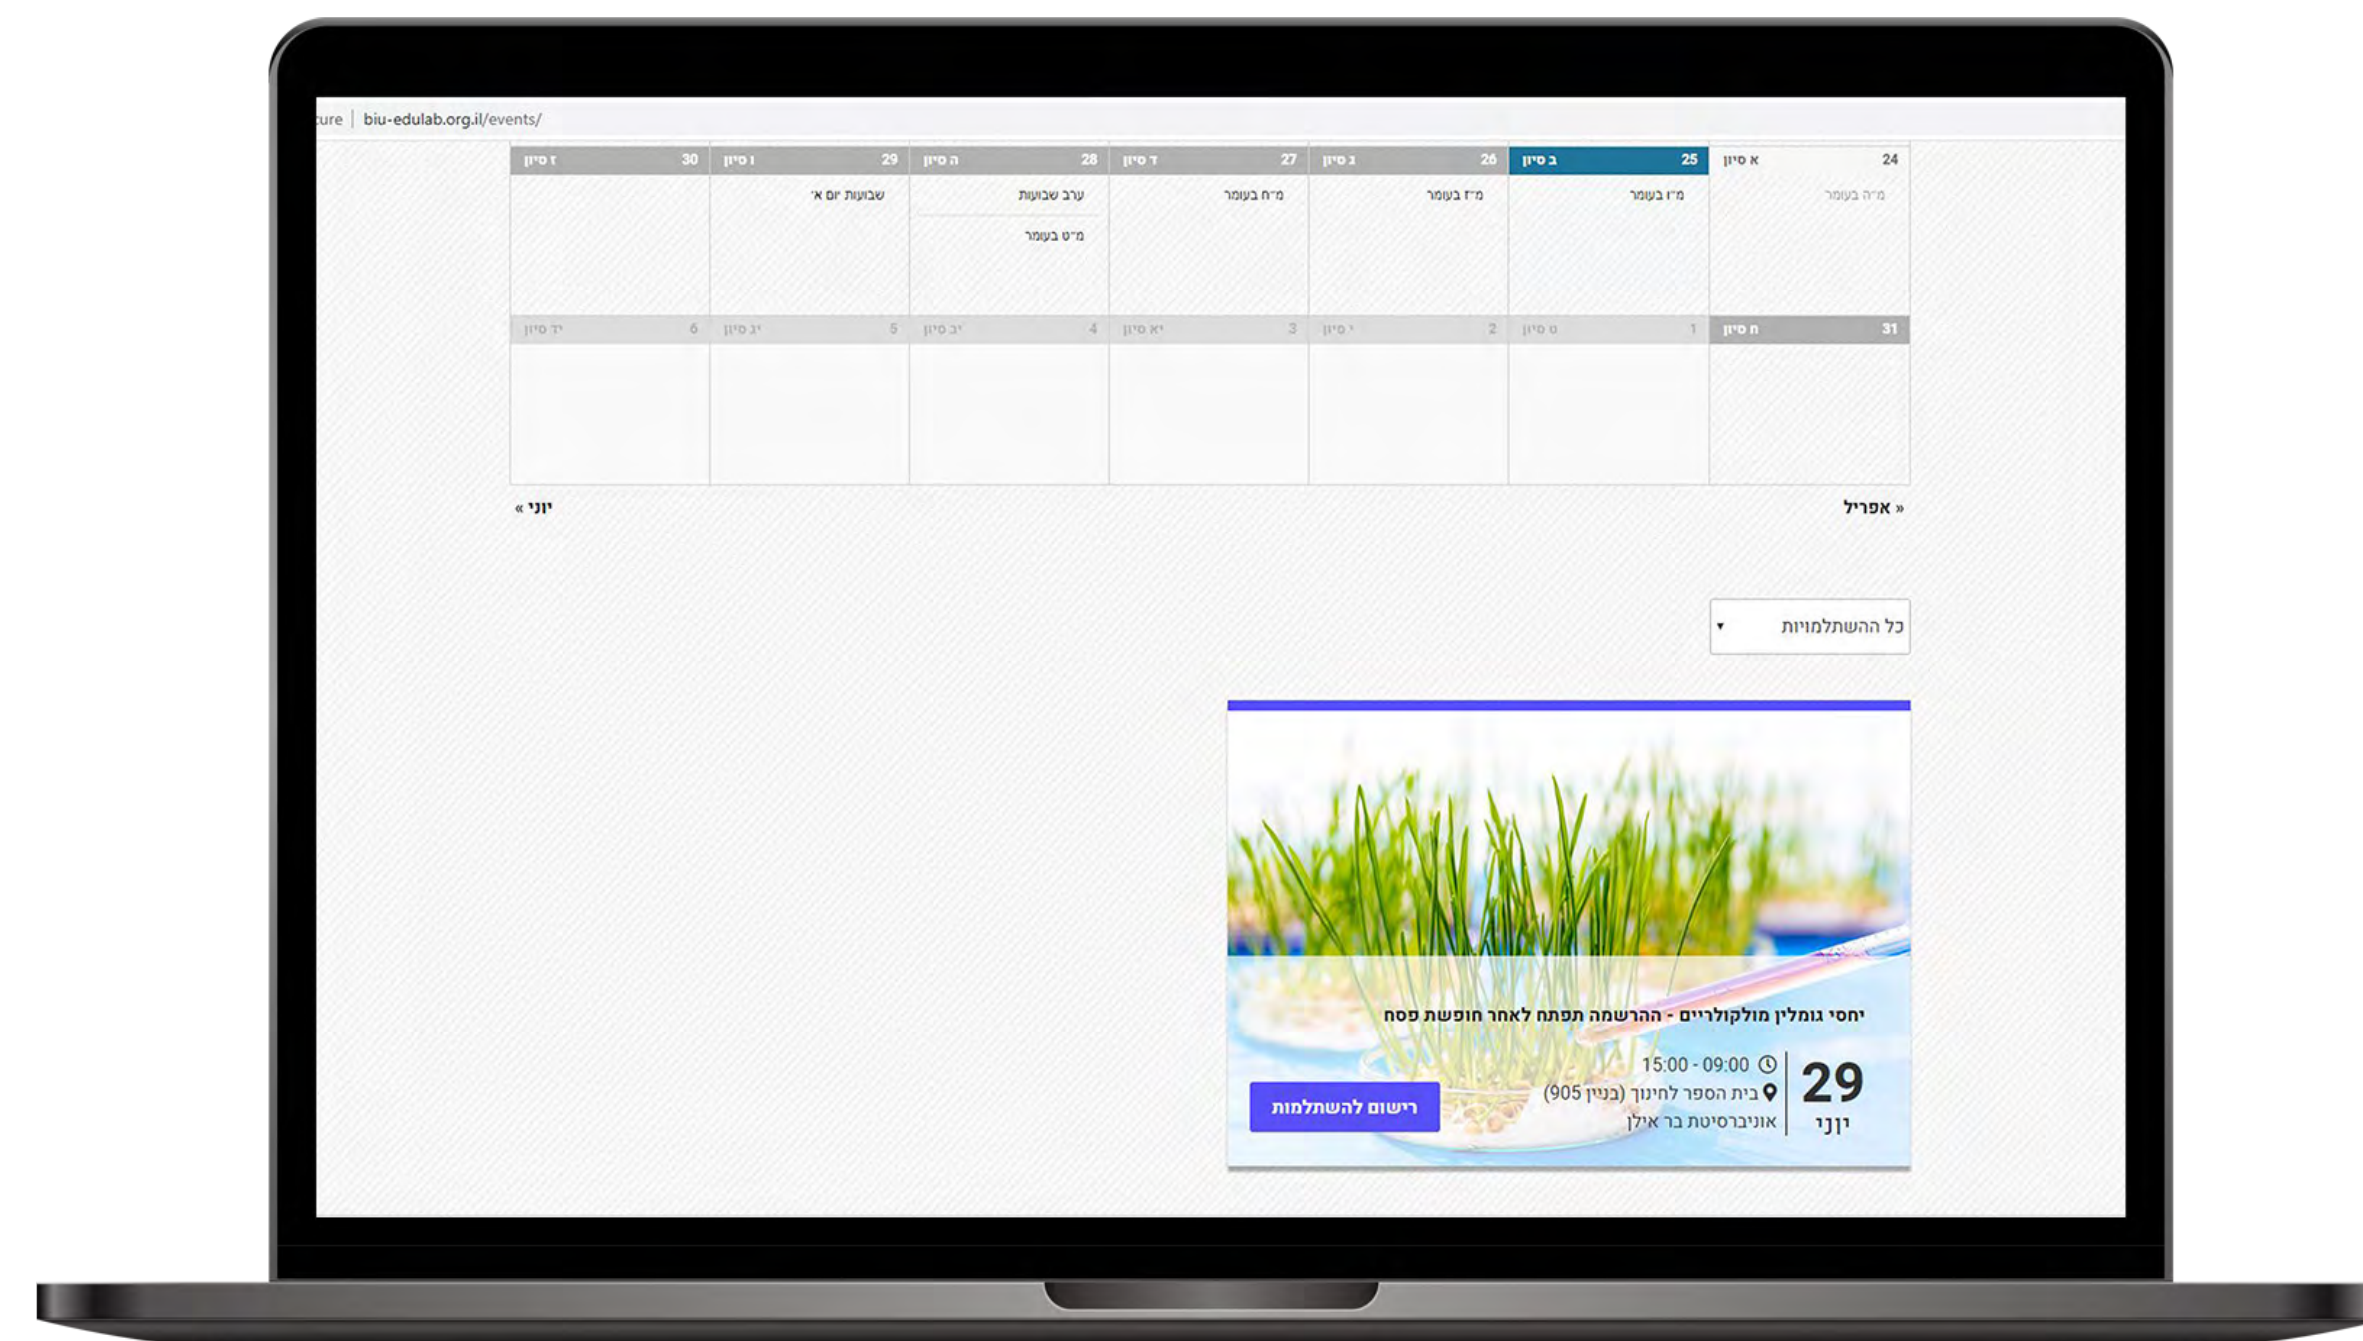 cure | biu-edulab.org.il/events/
24 א סיון 25 ב סיון 26 ג סיון 27 ד סיון 28 ה סיון 29 ו סיון 30 ז סיון
מ״ה בעומר מ״ו בעומר מ״ז בעומר מ״ח בעומר ערב שבועות שבועות יום א׳
מ״ט בעומר
31 ח סיון 1 ט סיון 2 י סיון 3 יא סיון 4 יב סיון 5 יג סיון 6 יד סיון
« אפריל יוני »
כל ההשתלמויות
יחסי גומלין מולקולריים - ההרשמה תפתח לאחר חופשת פסח
29
יוני
09:00 - 15:00
בית הספר לחינוך (בניין 905)
אוניברסיטת בר אילן
רישום להשתלמות